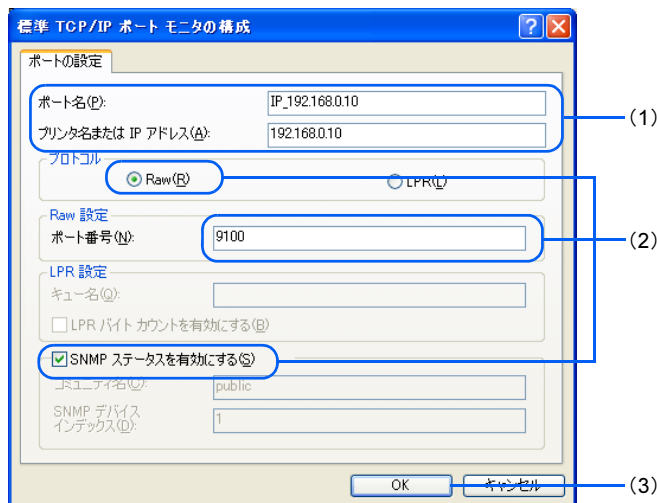 標準 TCP/IP ポート モニタの構成
ポートの設定
ポート名(P):
IP_192.168.0.10
プリンタ名または IP アドレス(A):
192.168.0.10
(1)
プロトコル
Raw(R)
LPR(L)
Raw 設定
ポート番号(N):
9100
(2)
LPR 設定
キュー名(Q):
LPR バイト カウントを有効にする(B)
SNMP ステータスを有効にする(S)
コミュニティ名(C):
public
SNMP デバイス
インデックス(D):
1
OK
キャンセル
(3)